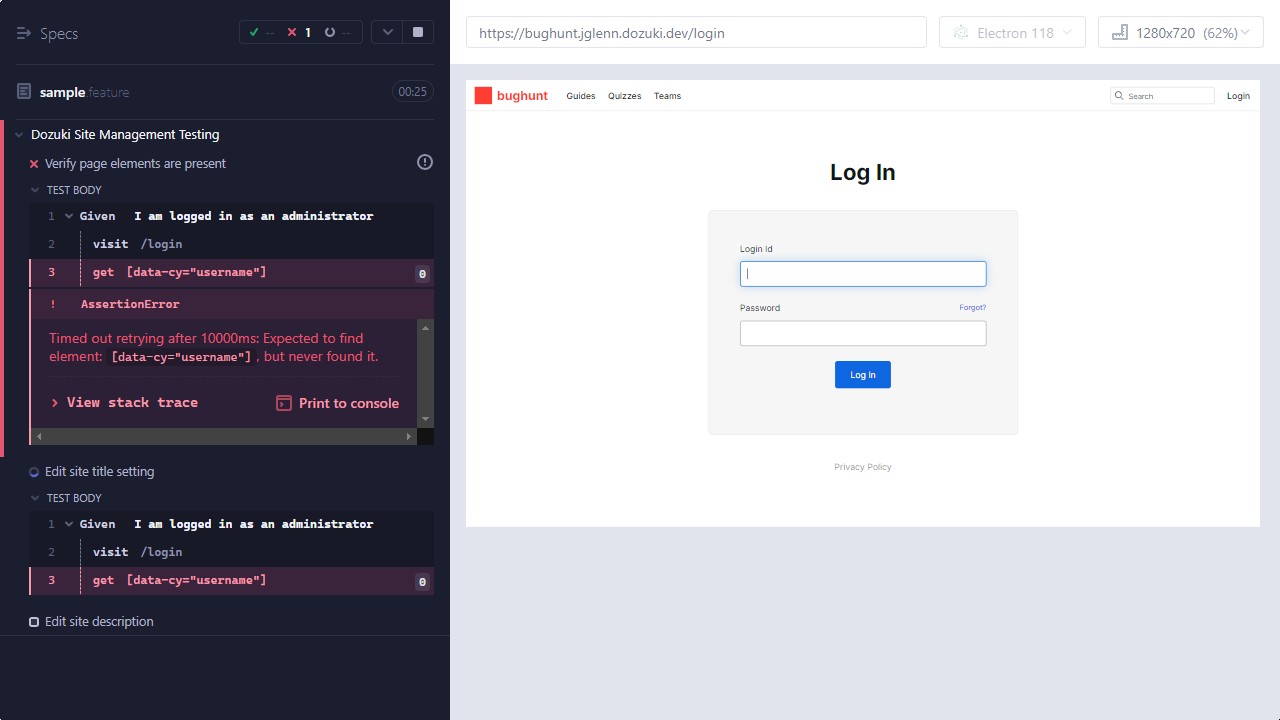 Specs
-- 1 --
sample.feature
00:25
Dozuki Site Management Testing
Verify page elements are present
TEST BODY
1 Given I am logged in as an administrator
2 visit /login
3 get [data-cy="username"] 0
! AssertionError
Timed out retrying after 10000ms: Expected to find
element: [data-cy="username"], but never found it.
View stack trace
Print to console
Edit site title setting
TEST BODY
1 Given I am logged in as an administrator
2 visit /login
3 get [data-cy="username"] 0
Edit site description
https://bughunt.jglenn.dozuki.dev/login
Electron 118
1280x720 (62%)
bughunt
Guides Quizzes Teams
Search
Login
Log In
Login Id
Password
Forgot?
Log In
Privacy Policy